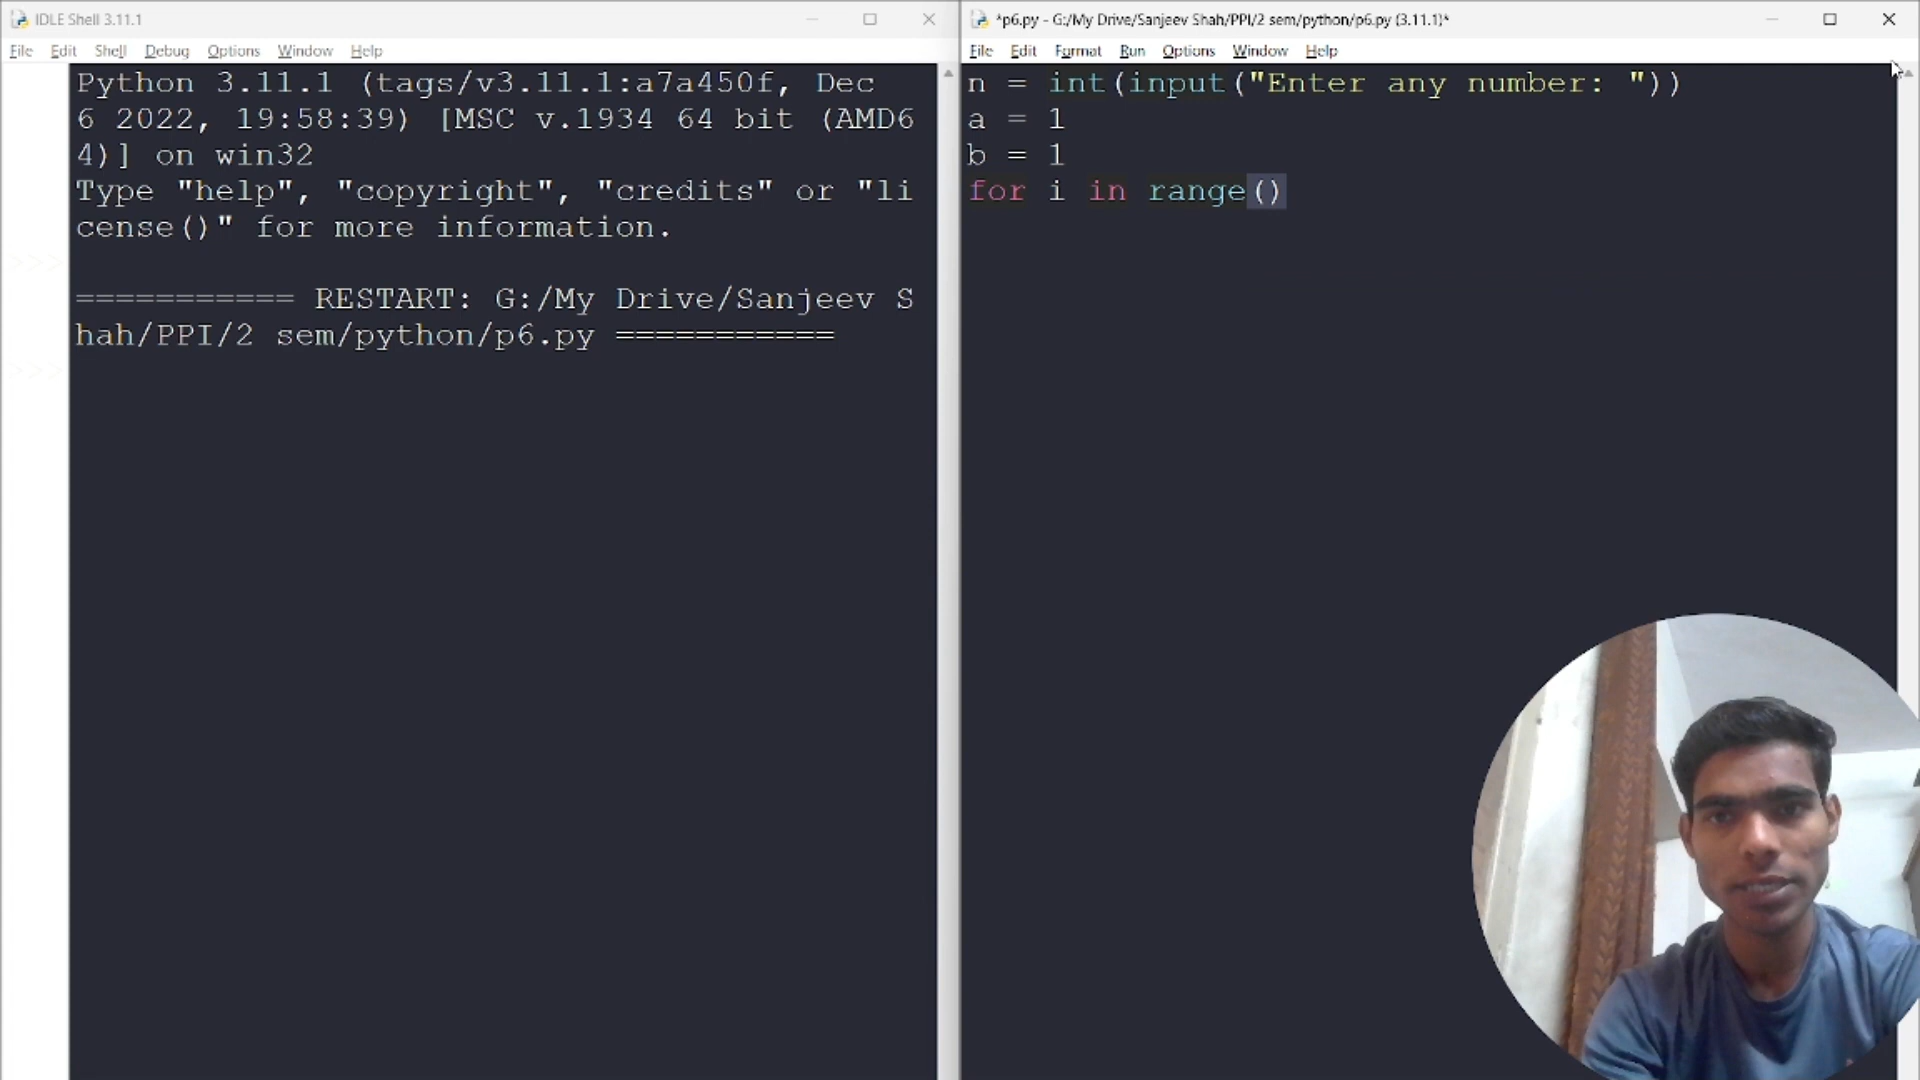 IDLE Shell 3.11.1
File Edit Shell Debug Options Window Help
Python 3.11.1 (tags/v3.11.1:a7a450f, Dec
6 2022, 19:58:39) [MSC v.1934 64 bit (AMD6
4)] on win32
Type "help", "copyright", "credits" or "li
cense()" for more information.
>>>
=========== RESTART: G:/My Drive/Sanjeev S
hah/PPI/2 sem/python/p6.py ===========
>>>
*p6.py - G:/My Drive/Sanjeev Shah/PPI/2 sem/python/p6.py (3.11.1)*
File Edit Format Run Options Window Help
n = int(input("Enter any number: "))
a = 1
b = 1
for i in range()